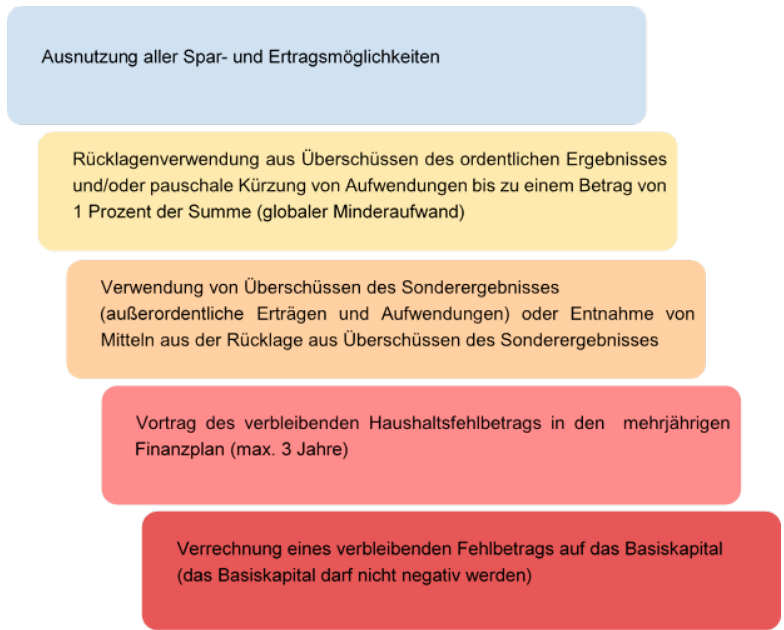 Ausnutzung aller Spar- und Ertragsmöglichkeiten
Rücklagenverwendung aus Überschüssen des ordentlichen Ergebnisses
und/oder pauschale Kürzung von Aufwendungen bis zu einem Betrag von
1 Prozent der Summe (globaler Minderaufwand)
Verwendung von Überschüssen des Sonderergebnisses
(außerordentliche Erträgen und Aufwendungen) oder Entnahme von
Mitteln aus der Rücklage aus Überschüssen des Sonderergebnisses
Vortrag des verbleibenden Haushaltsfehlbetrags in den mehrjährigen
Finanzplan (max. 3 Jahre)
Verrechnung eines verbleibenden Fehlbetrags auf das Basiskapital
(das Basiskapital darf nicht negativ werden)